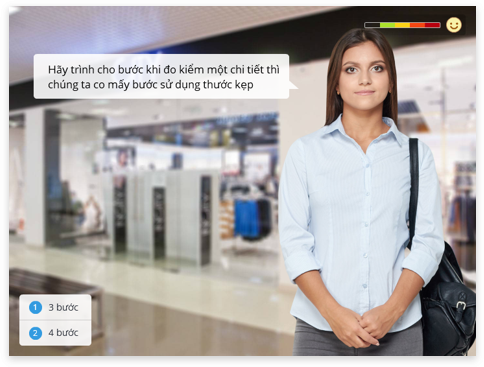 Hãy trình cho bước khi đo kiểm một chi tiết thì
chúng ta co mấy bước sử dụng thước kẹp
1 3 bước
2 4 bước